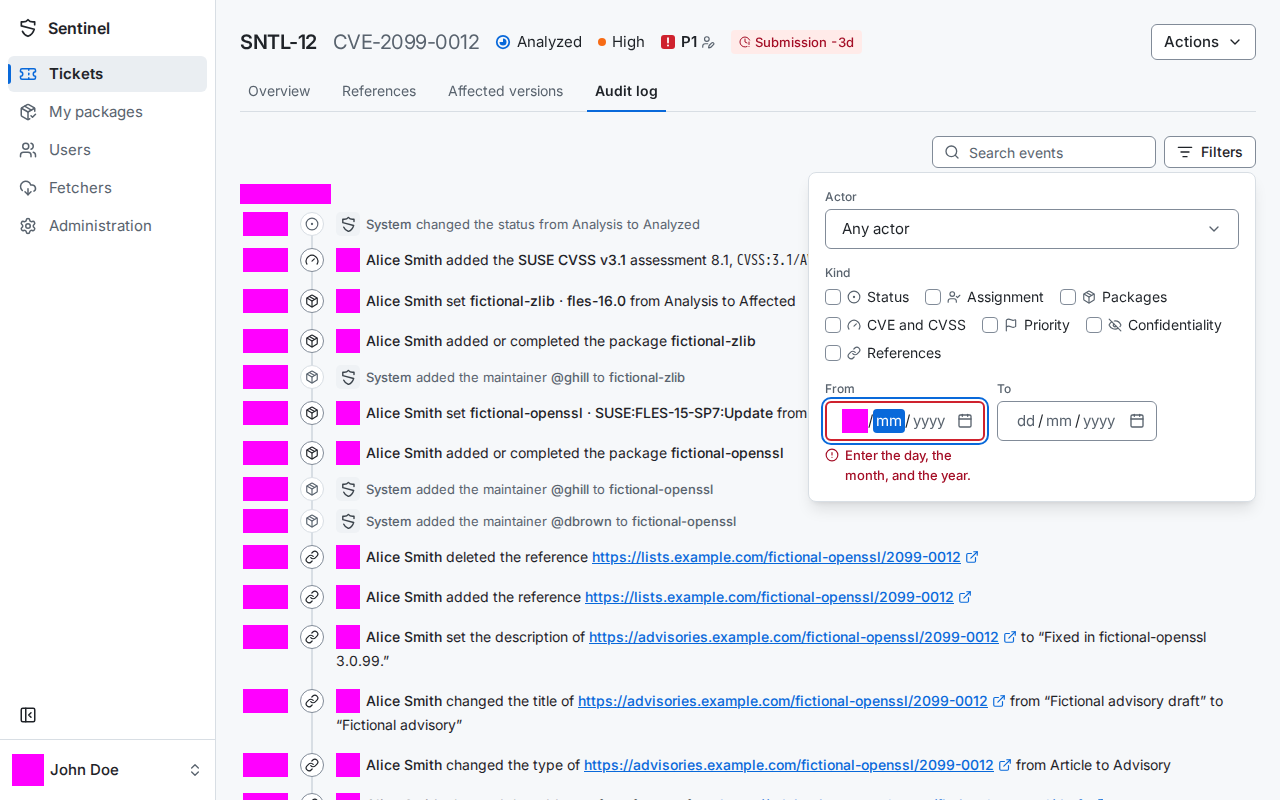 Sentinel
Tickets
My packages
Users
Fetchers
Administration
John Doe
SNTL-12 CVE-2099-0012 Analyzed High P1 Submission -3d
Actions
Overview References Affected versions Audit log
Search events
Filters
System changed the status from Analysis to Analyzed
Alice Smith added the SUSE CVSS v3.1 assessment 8.1, CVSS:3.1/A
Alice Smith set fictional-zlib · fles-16.0 from Analysis to Affected
Alice Smith added or completed the package fictional-zlib
System added the maintainer @ghill to fictional-zlib
Alice Smith set fictional-openssl · SUSE:FLES-15-SP7:Update from
Alice Smith added or completed the package fictional-openssl
System added the maintainer @ghill to fictional-openssl
System added the maintainer @dbrown to fictional-openssl
Alice Smith deleted the reference https://lists.example.com/fictional-openssl/2099-0012
Alice Smith added the reference https://lists.example.com/fictional-openssl/2099-0012
Alice Smith set the description of https://advisories.example.com/fictional-openssl/2099-0012 to “Fixed in fictional-openssl
3.0.99.”
Alice Smith changed the title of https://advisories.example.com/fictional-openssl/2099-0012 from “Fictional advisory draft” to
“Fictional advisory”
Alice Smith changed the type of https://advisories.example.com/fictional-openssl/2099-0012 from Article to Advisory
Actor
Any actor
Kind
Status Assignment Packages
CVE and CVSS Priority Confidentiality
References
From To
/mm/yyyy dd/mm/yyyy
Enter the day, the
month, and the year.